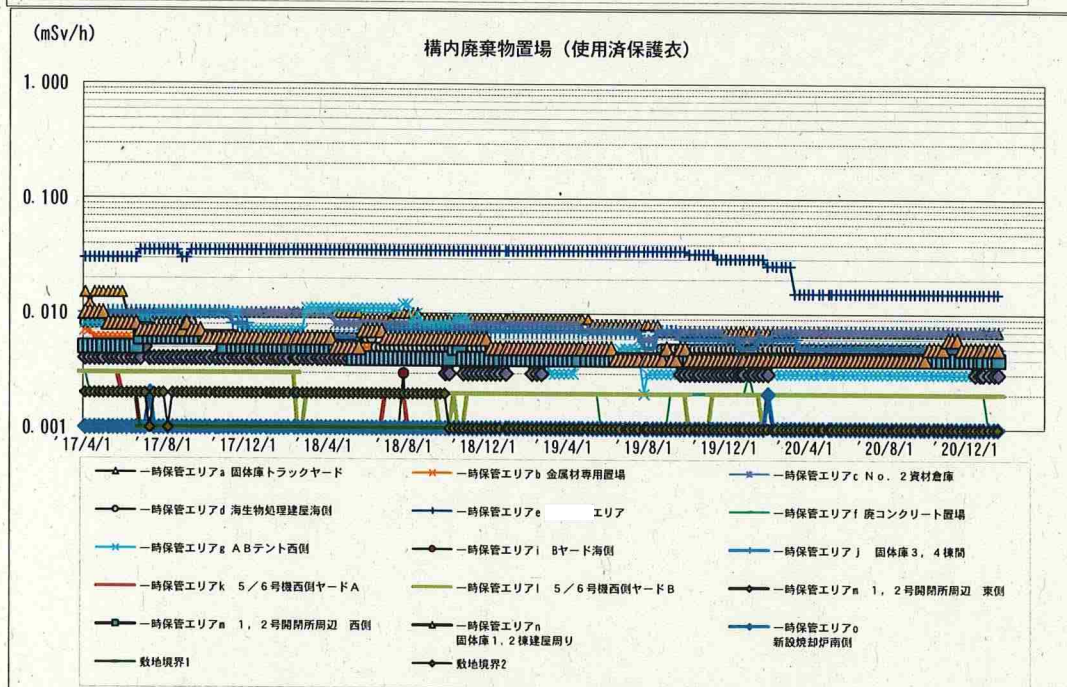 (mSv/h)
構内廃棄物置場（使用済保護衣）
1.000
0.100
0.010
0.001
'17/4/1 '17/8/1 '17/12/1 '18/4/1 '18/8/1 '18/12/1 '19/4/1 '19/8/1 '19/12/1 '20/4/1 '20/8/1 '20/12/1
一時保管エリアa 固体庫トラックヤード 一時保管エリアb 金属材専用置場 一時保管エリアc No．2資材倉庫
一時保管エリアd 海生物処理建屋海側 一時保管エリアe エリア 一時保管エリアf 廃コンクリート置場
一時保管エリアg ABテント西側 一時保管エリアi Bヤード海側 一時保管エリアj 固体庫3，4棟間
一時保管エリアk 5／6号機西側ヤードA 一時保管エリアl 5／6号機西側ヤードB 一時保管エリアm 1，2号開閉所周辺 東側
一時保管エリアm 1，2号開閉所周辺 西側 一時保管エリアn 一時保管エリアo
固体庫1，2棟建屋周り 新設焼却炉南側
敷地境界1 敷地境界2